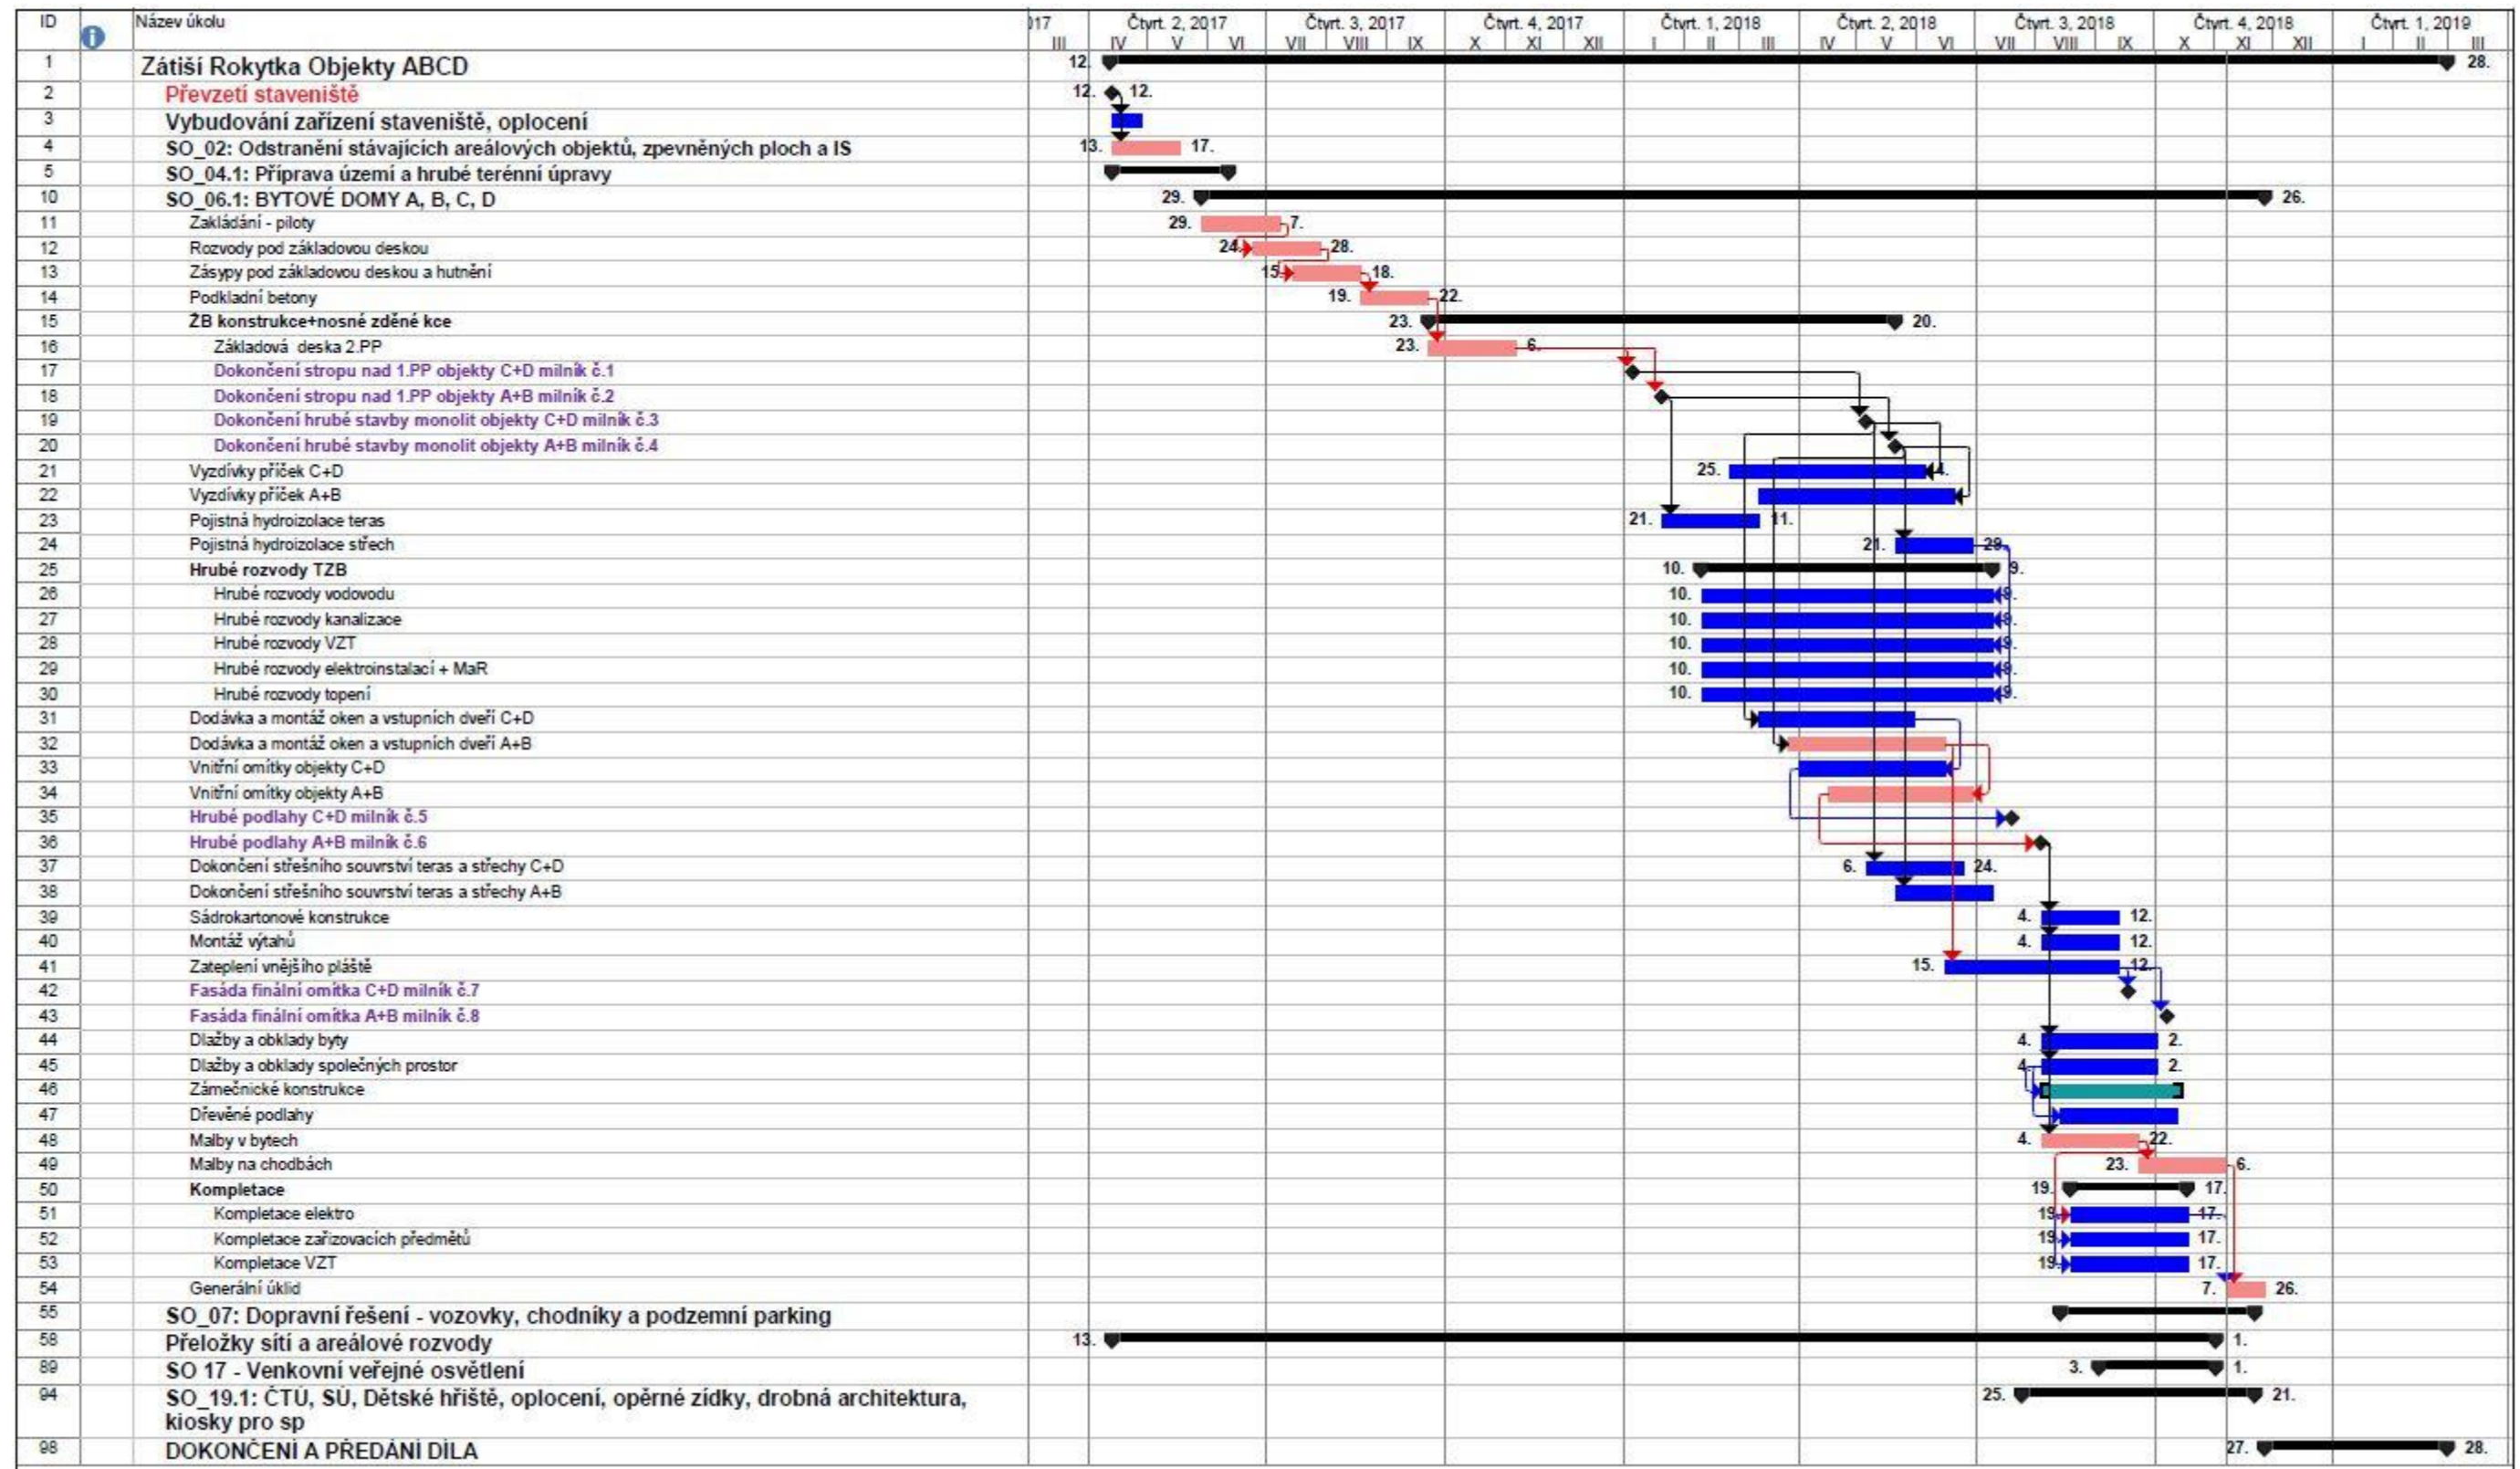 ID Název úkolu 017 Čtvrt. 2, 2017 Čtvrt. 3, 2017 Čtvrt. 4, 2017 Čtvrt. 1, 2018 Čtvrt. 2, 2018 Čtvrt. 3, 2018 Čtvrt. 4, 2018 Čtvrt. 1, 2019
III IV V VI VII VIII IX X XI XII I II III IV V VI VII VIII IX X XI XII I II III
1 Zátiší Rokytka Objekty ABCD 12. 28.
2 Převzetí staveniště 12. 12.
3 Vybudování zařízení staveniště, oplocení
4 SO_02: Odstranění stávajících areálových objektů, zpevněných ploch a IS 13. 17.
5 SO_04.1: Příprava území a hrubé terénní úpravy
10 SO_06.1: BYTOVÉ DOMY A, B, C, D 29. 26.
11 Zakládání - piloty 29. 7.
12 Rozvody pod základovou deskou 24. 28.
13 Zásypy pod základovou deskou a hutnění 15. 18.
14 Podkladní betony 19. 22.
15 ŽB konstrukce+nosné zděné kce 23. 20.
16 Základová deska 2.PP 23. 6.
17 Dokončení stropu nad 1.PP objekty C+D milník č.1
18 Dokončení stropu nad 1.PP objekty A+B milník č.2
19 Dokončení hrubé stavby monolit objekty C+D milník č.3
20 Dokončení hrubé stavby monolit objekty A+B milník č.4
21 Vyzdívky příček C+D 25. 4.
22 Vyzdívky příček A+B
23 Pojistná hydroizolace teras 21. 11.
24 Pojistná hydroizolace střech 21. 29.
25 Hrubé rozvody TZB 10. 9.
26 Hrubé rozvody vodovodu 10. 9.
27 Hrubé rozvody kanalizace 10. 9.
28 Hrubé rozvody VZT 10. 9.
29 Hrubé rozvody elektroinstalací + MaR 10. 9.
30 Hrubé rozvody topení 10. 9.
31 Dodávka a montáž oken a vstupních dveří C+D
32 Dodávka a montáž oken a vstupních dveří A+B
33 Vnitřní omítky objekty C+D
34 Vnitřní omítky objekty A+B
35 Hrubé podlahy C+D milník č.5
36 Hrubé podlahy A+B milník č.6
37 Dokončení střešního souvrství teras a střechy C+D 6. 24.
38 Dokončení střešního souvrství teras a střechy A+B
39 Sádrokartonové konstrukce 4. 12.
40 Montáž výtahů 4. 12.
41 Zateplení vnějšího pláště 15. 12.
42 Fasáda finální omítka C+D milník č.7
43 Fasáda finální omítka A+B milník č.8
44 Dlažby a obklady byty 4. 2.
45 Dlažby a obklady společných prostor 4. 2.
46 Zámečnické konstrukce
47 Dřevěné podlahy
48 Malby v bytech 4. 22.
49 Malby na chodbách 23. 6.
50 Kompletace 19. 17.
51 Kompletace elektro 19. 17.
52 Kompletace zařizovacích předmětů 19. 17.
53 Kompletace VZT 19. 17.
54 Generální úklid 7. 26.
55 SO_07: Dopravní řešení - vozovky, chodníky a podzemní parking
58 Přeložky sítí a areálové rozvody 13. 1.
89 SO 17 - Venkovní veřejné osvětlení 3. 1.
94 SO_19.1: ČTÚ, SÚ, Dětské hřiště, oplocení, opěrné zídky, drobná architektura, 25. 21.
kiosky pro sp
98 DOKONČENÍ A PŘEDÁNÍ DÍLA 27. 28.